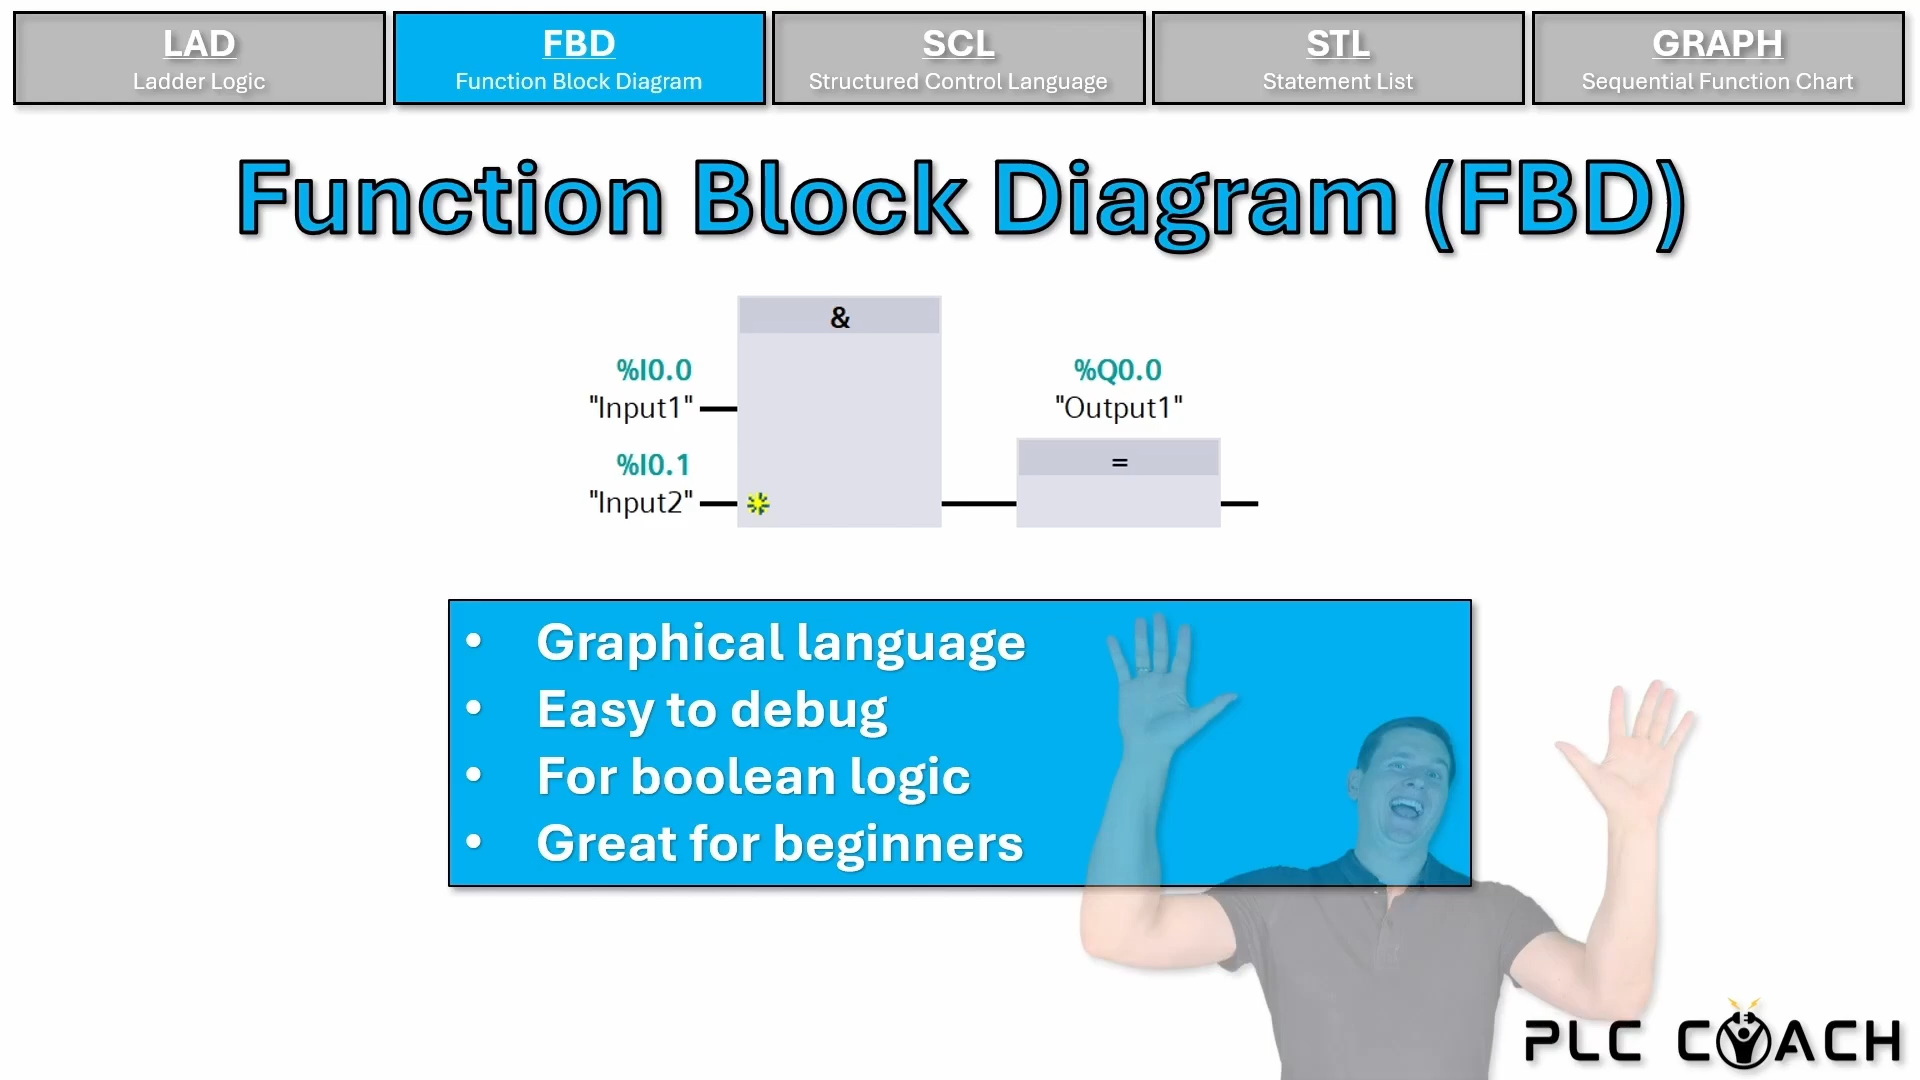 LAD
Ladder Logic
FBD
Function Block Diagram
SCL
Structured Control Language
STL
Statement List
GRAPH
Sequential Function Chart
Function Block Diagram (FBD)
&
%I0.0
"Input1"
%I0.1
"Input2"
%Q0.0
"Output1"
=
• Graphical language
• Easy to debug
• For boolean logic
• Great for beginners
PLC COACH